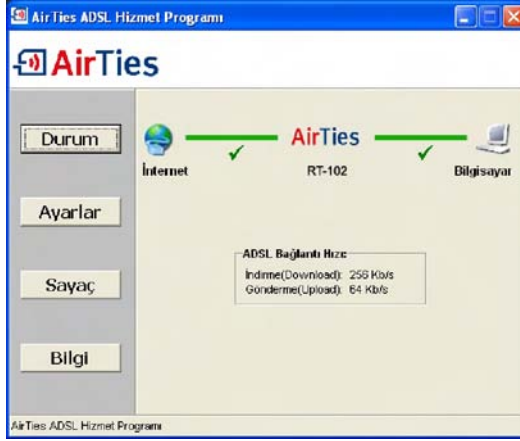 AirTies ADSL Hizmet Programı
AirTies
Durum
Ayarlar
Sayaç
Bilgi
AirTies
İnternet
RT-102
Bilgisayar
ADSL Bağlantı Hızı:
İndirme(Download): 256 Kb/s
Gönderme(Upload): 64 Kb/s
AirTies ADSL Hizmet Programı